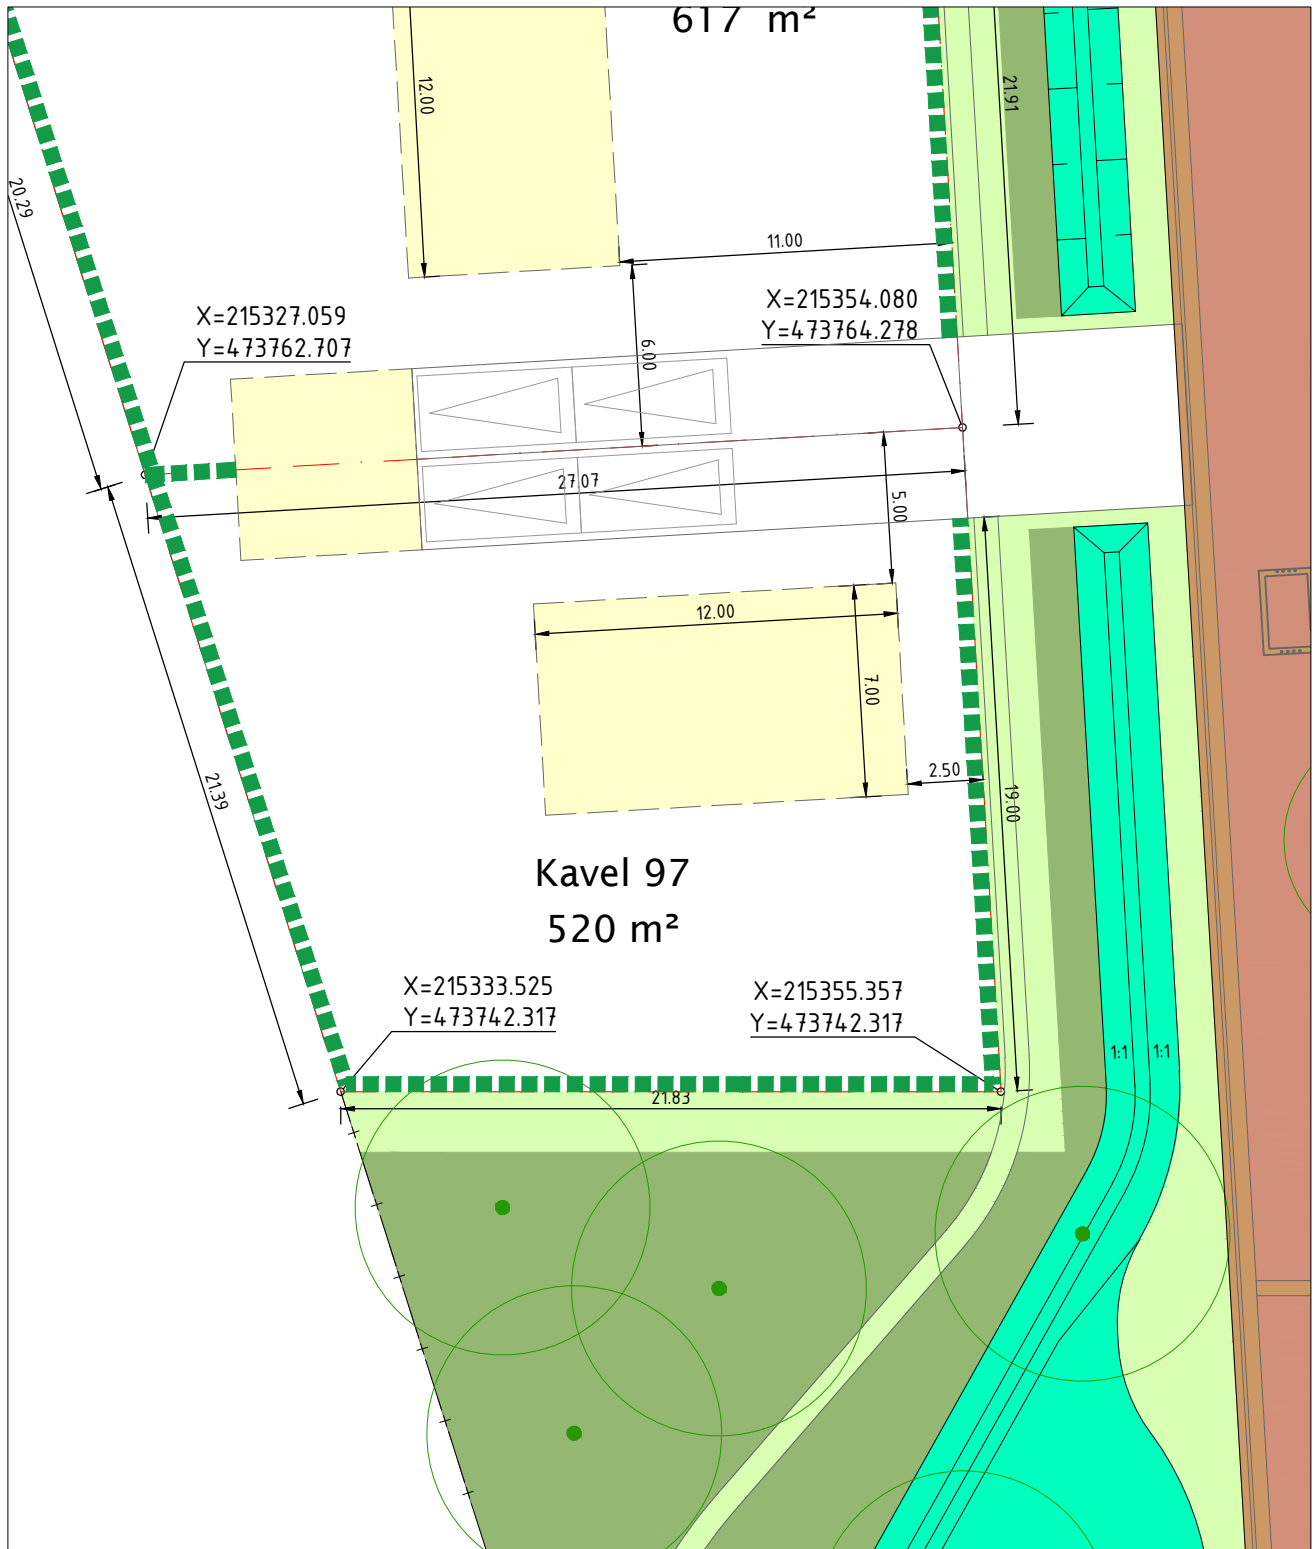 617 m²
12.00
21.91
20.29
11.00
X=215327.059
Y=473762.707
X=215354.080
Y=473764.278
6.00
27.07
5.00
12.00
7.00
2.50
21.39
19.00
Kavel 97
520 m²
X=215333.525
Y=473742.317
X=215355.357
Y=473742.317
1:1 1:1
21.83